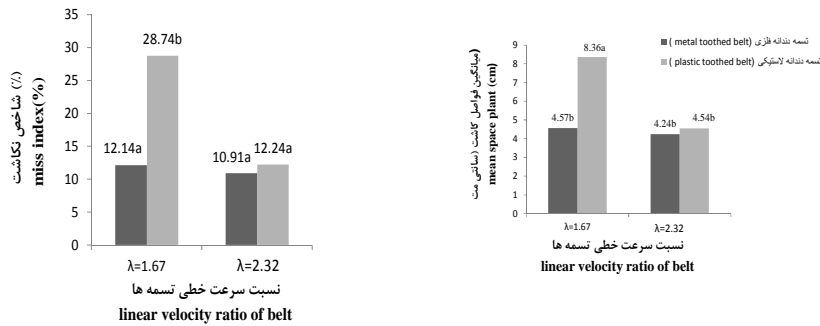 35
30
25
20
15
10
5
0
شاخص نکاشت (٪)
miss index(%)
28.74b
12.14a
10.91a
12.24a
λ=1.67
λ=2.32
نسبت سرعت خطی تسمه ها
linear velocity ratio of belt
9
8
7
6
5
4
3
2
1
0
میانگین فواصل کاشت (سانتی مت
mean space plant (cm)
تسمه دندانه فلزی (metal toothed belt )
تسمه دندانه لاستیکی (plastic toothed belt )
8.36a
4.57b
4.24b
4.54b
λ=1.67
λ=2.32
نسبت سرعت خطی تسمه ها
linear velocity ratio of belt